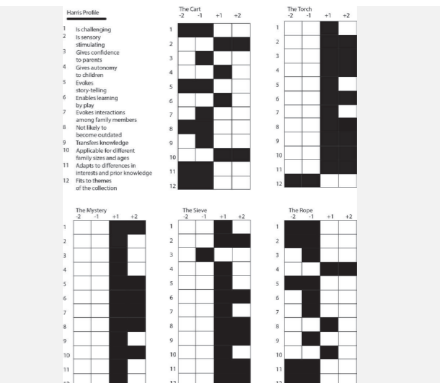 Harris Profile
1 Is challenging
2 Is sensory
stimulating
3 Gives confidence
to parents
4 Gives autonomy
to children
5 Evokes
story-telling
6 Enables learning
by play
7 Evokes interactions
among family members
8 Not likely to
become outdated
9 Transfers knowledge
10 Applicable for different
family sizes and ages
11 Adapts to differences in
interests and prior knowledge
12 Fits to themes
of the collection
The Cart
-2 -1 +1 +2
1
2
3
4
5
6
7
8
9
10
11
12
The Torch
-2 -1 +1 +2
1
2
3
4
5
6
7
8
9
10
11
12
The Mystery
-2 -1 +1 +2
1
2
3
4
5
6
7
8
9
10
11
12
The Sieve
-2 -1 +1 +2
1
2
3
4
5
6
7
8
9
10
11
12
The Rope
-2 -1 +1 +2
1
2
3
4
5
6
7
8
9
10
11
12